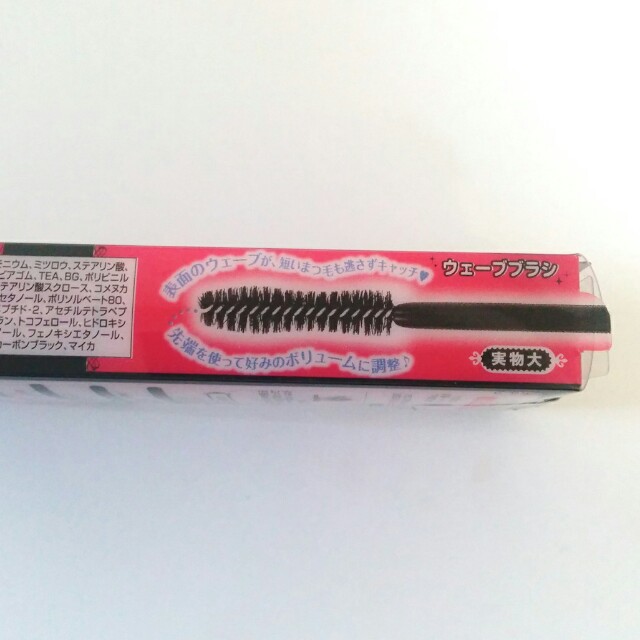 ミニウム、ミツロウ、ステアリン酸、
ビアゴム、TEA、BG、ポリビニル
テアリン酸スクロース、コメヌカ
セタノール、ポリソルベート80、
プチド-2、アセチルテトラペプ
ラン、トコフェロール、ヒドロキシ
ール、フェノキシエタノール、
カーボンブラック、マイカ
表面のウェーブが、短いまつ毛も逃さずキャッチ♥
先端を使って好みのボリュームに調整♪
ウェーブブラシ
実物大